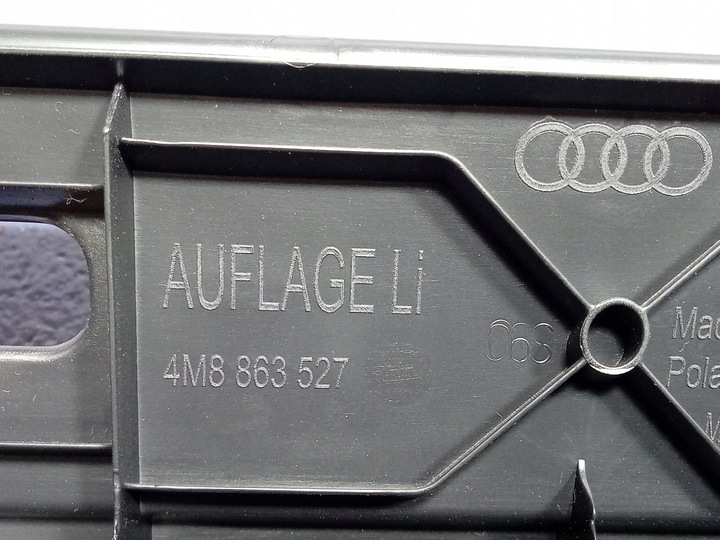 AUFLAGE Li
4M8 863 527
06S
Mad
Pola
M